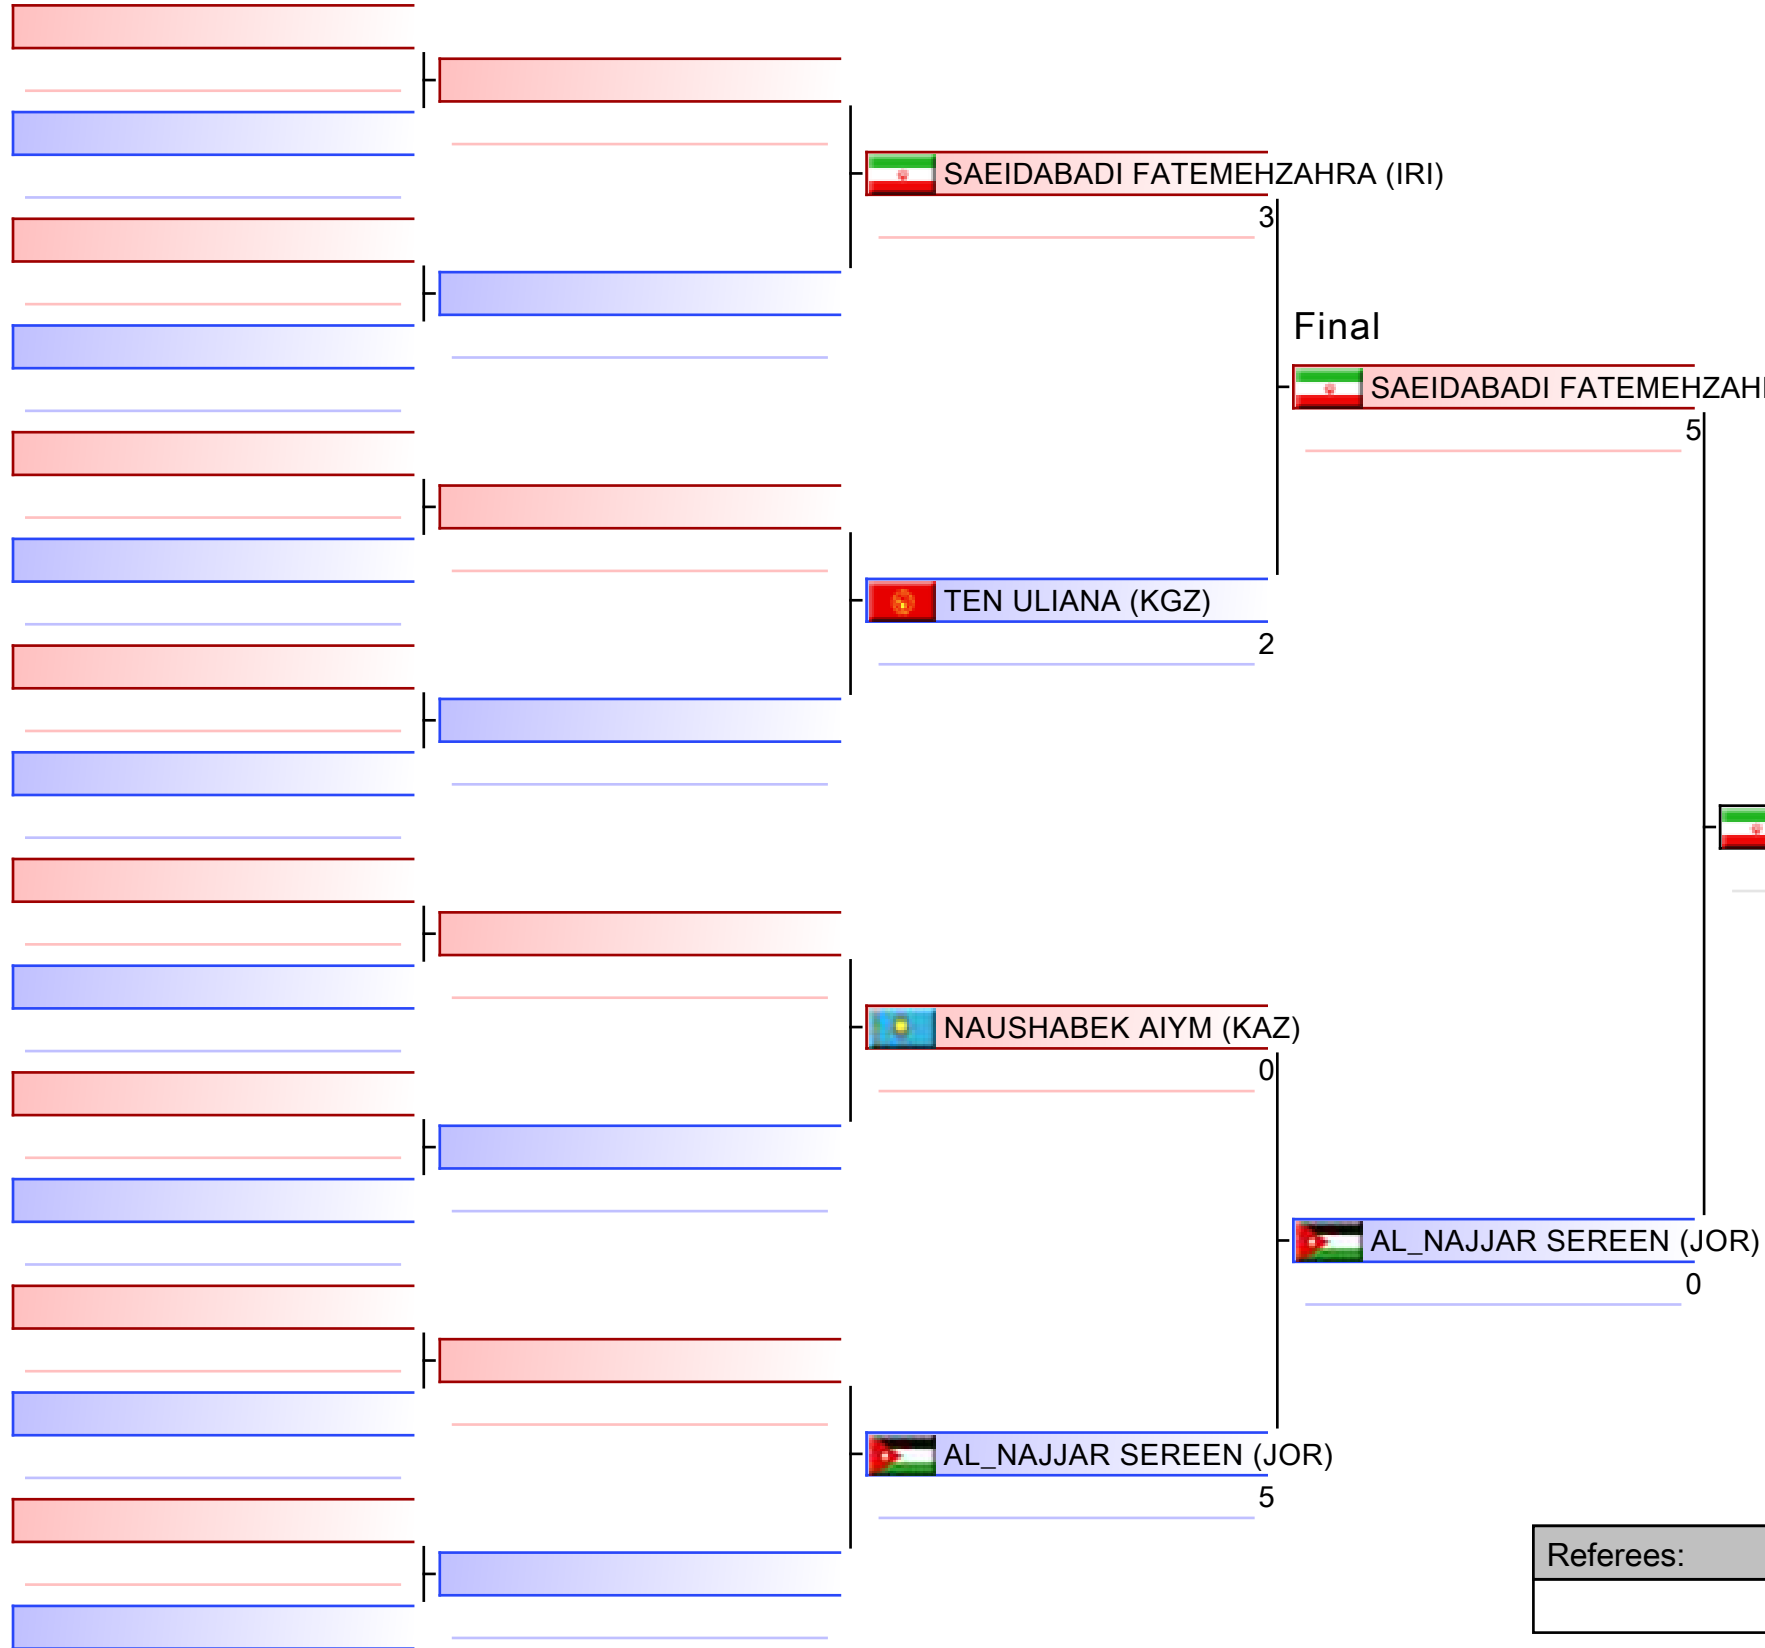 SAEIDABADI FATEMEHZAHRA (IRI)
3
Final
SAEIDABADI FATEMEHZAH
5
TEN ULIANA (KGZ)
2
NAUSHABEK AIYM (KAZ)
0
AL_NAJJAR SEREEN (JOR)
0
AL_NAJJAR SEREEN (JOR)
5
Referees: